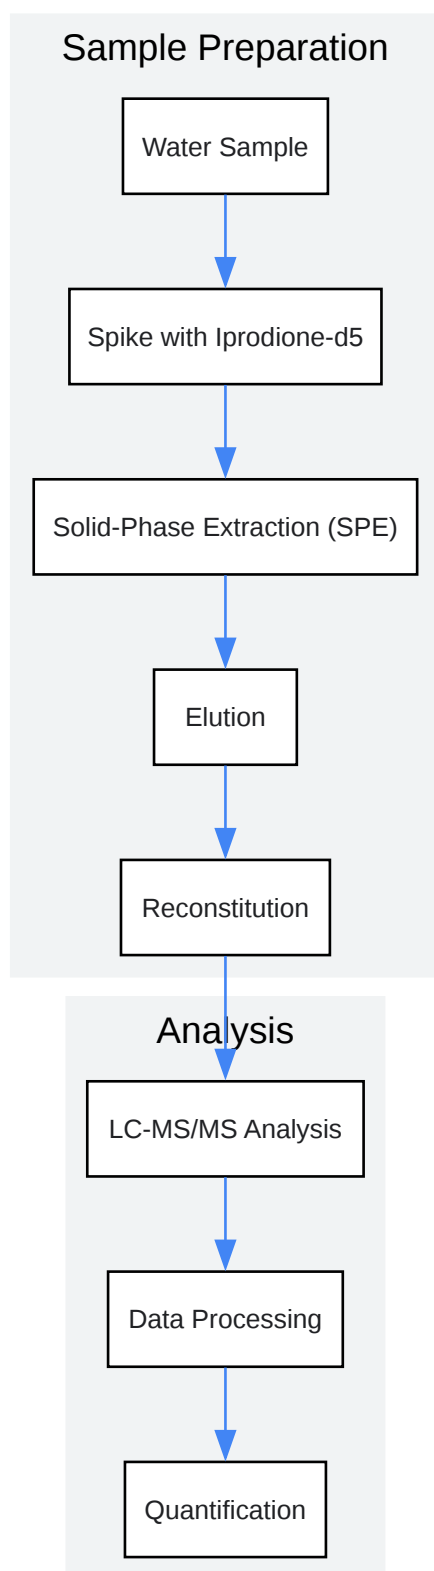 Sample Preparation
Water Sample
Spike with Iprodione-d5
Solid-Phase Extraction (SPE)
Elution
Reconstitution
Analysis
LC-MS/MS Analysis
Data Processing
Quantification